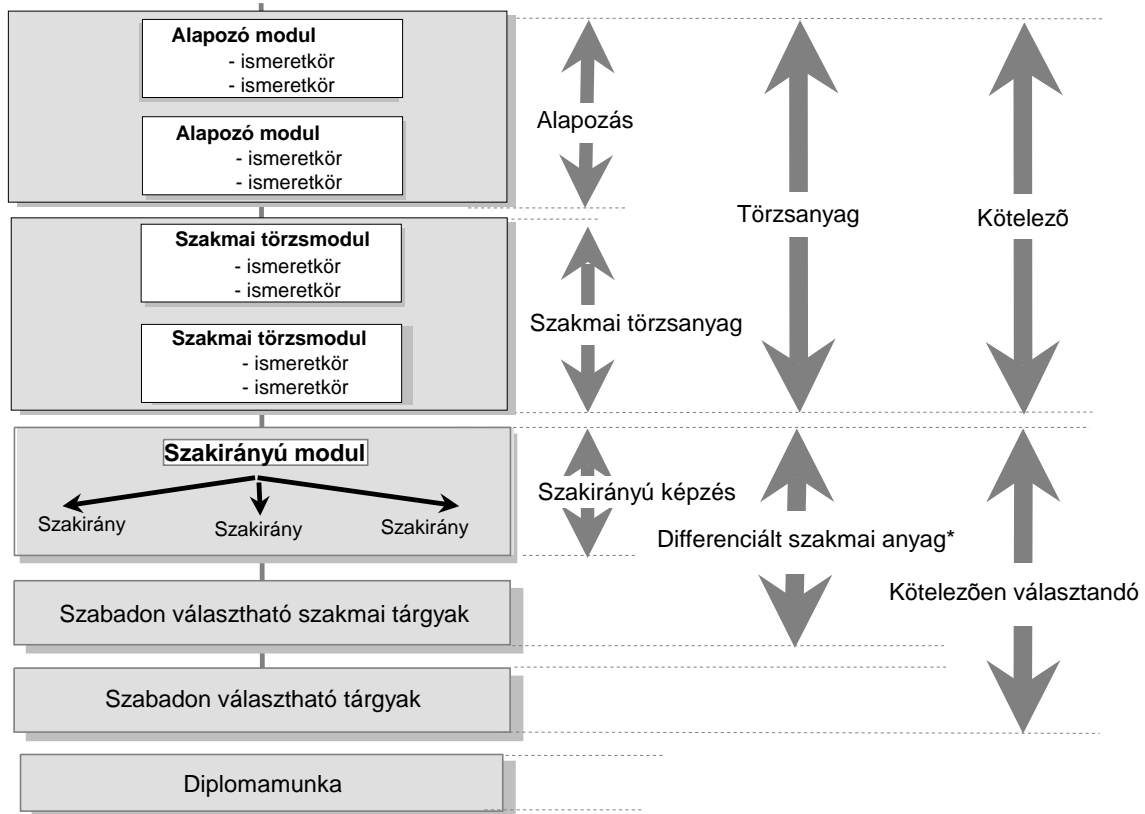 Alapozó modul
- ismeretkör
- ismeretkör
Alapozó modul
- ismeretkör
- ismeretkör
Alapozás
Szakmai törzsmodul
- ismeretkör
- ismeretkör
Szakmai törzsmodul
- ismeretkör
- ismeretkör
Szakmai törzsanyag
Törzsanyag
Kötelezõ
Szakirányú modul
Szakirány
Szakirány
Szakirány
Szakirányú képzés
Differenciált szakmai anyag*
Kötelezõen választandó
Szabadon választható szakmai tárgyak
Szabadon választható tárgyak
Diplomamunka